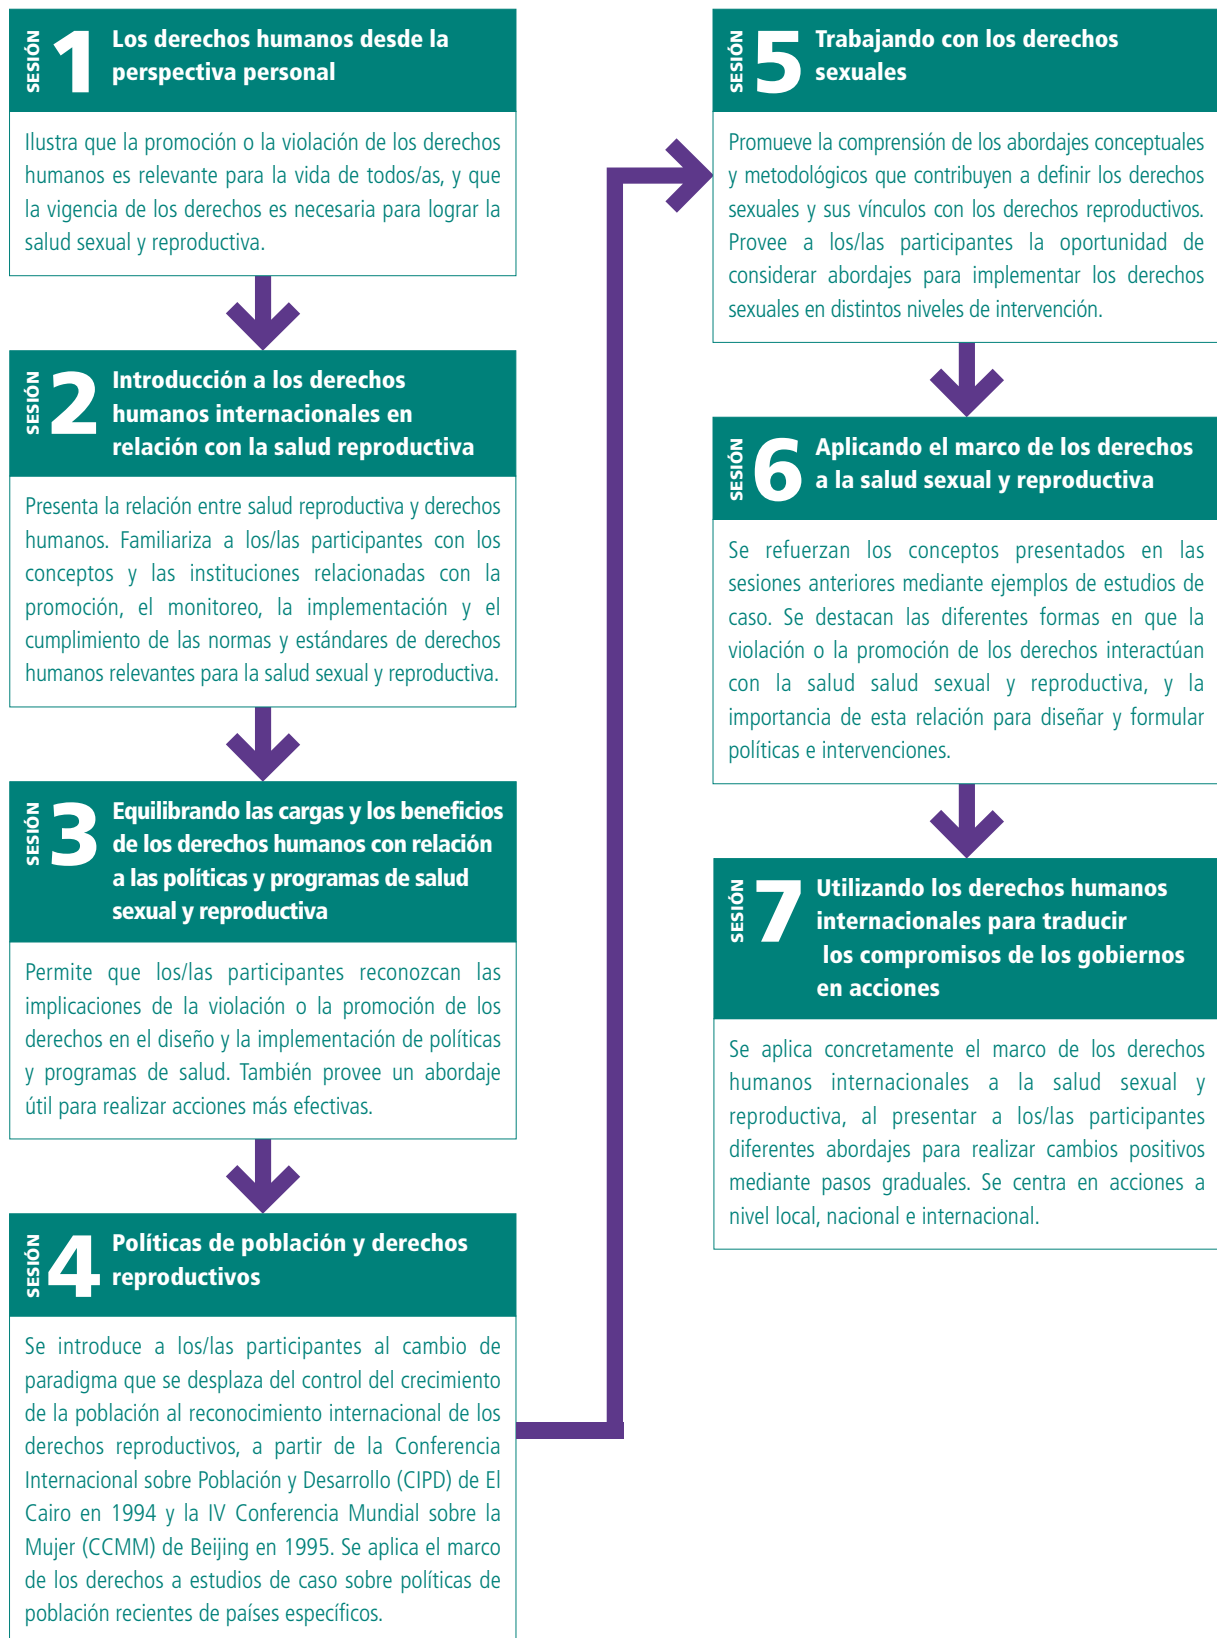 SESIÓN 1
Los derechos humanos desde la
perspectiva personal
Ilustra que la promoción o la violación de los derechos
humanos es relevante para la vida de todos/as, y que
la vigencia de los derechos es necesaria para lograr la
salud sexual y reproductiva.
SESIÓN 2
Introducción a los derechos
humanos internacionales en
relación con la salud reproductiva
Presenta la relación entre salud reproductiva y derechos
humanos. Familiariza a los/las participantes con los
conceptos y las instituciones relacionadas con la
promoción, el monitoreo, la implementación y el
cumplimiento de las normas y estándares de derechos
humanos relevantes para la salud sexual y reproductiva.
SESIÓN 3
Equilibrando las cargas y los beneficios
de los derechos humanos con relación
a las políticas y programas de salud
sexual y reproductiva
Permite que los/las participantes reconozcan las
implicaciones de la violación o la promoción de los
derechos en el diseño y la implementación de políticas
y programas de salud. También provee un abordaje
útil para realizar acciones más efectivas.
SESIÓN 4
Políticas de población y derechos
reproductivos
Se introduce a los/las participantes al cambio de
paradigma que se desplaza del control del crecimiento
de la población al reconocimiento internacional de los
derechos reproductivos, a partir de la Conferencia
Internacional sobre Población y Desarrollo (CIPD) de El
Cairo en 1994 y la IV Conferencia Mundial sobre la
Mujer (CCMM) de Beijing en 1995. Se aplica el marco
de los derechos a estudios de caso sobre políticas de
población recientes de países específicos.
SESIÓN 5
Trabajando con los derechos
sexuales
Promueve la comprensión de los abordajes conceptuales
y metodológicos que contribuyen a definir los derechos
sexuales y sus vínculos con los derechos reproductivos.
Provee a los/las participantes la oportunidad de
considerar abordajes para implementar los derechos
sexuales en distintos niveles de intervención.
SESIÓN 6
Aplicando el marco de los derechos
a la salud sexual y reproductiva
Se refuerzan los conceptos presentados en las
sesiones anteriores mediante ejemplos de estudios de
caso. Se destacan las diferentes formas en que la
violación o la promoción de los derechos interactúan
con la salud salud sexual y reproductiva, y la
importancia de esta relación para diseñar y formular
políticas e intervenciones.
SESIÓN 7
Utilizando los derechos humanos
internacionales para traducir
los compromisos de los gobiernos
en acciones
Se aplica concretamente el marco de los derechos
humanos internacionales a la salud sexual y
reproductiva, al presentar a los/las participantes
diferentes abordajes para realizar cambios positivos
mediante pasos graduales. Se centra en acciones a
nivel local, nacional e internacional.